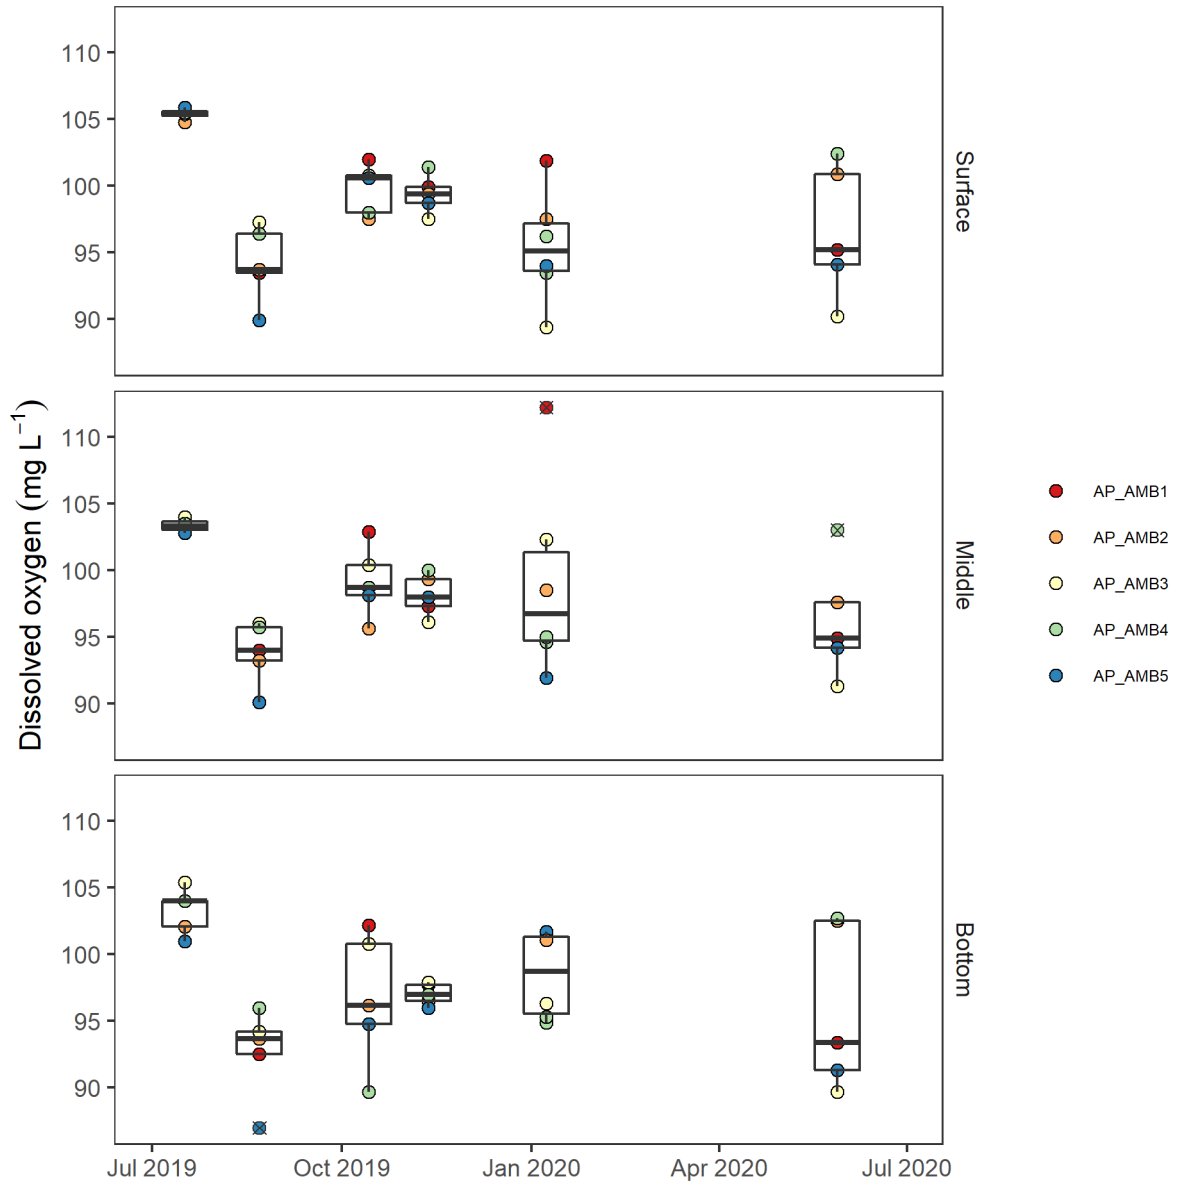 110
105
100
95
90
Surface
110
105
100
95
90
Middle
110
105
100
95
90
Bottom
Dissolved oxygen (mg L⁻¹)
Jul 2019
Oct 2019
Jan 2020
Apr 2020
Jul 2020
AP_AMB1
AP_AMB2
AP_AMB3
AP_AMB4
AP_AMB5